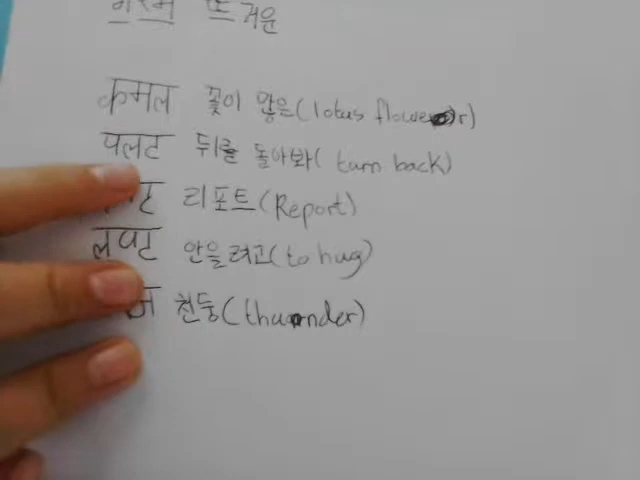 गरम 뜨거운
कमल 꽃이 많은(lotus flower)
पलट 뒤를 돌아봐( turn back)
리포트(Report)
लपट 안을려고(to hug)
천둥(thunder)